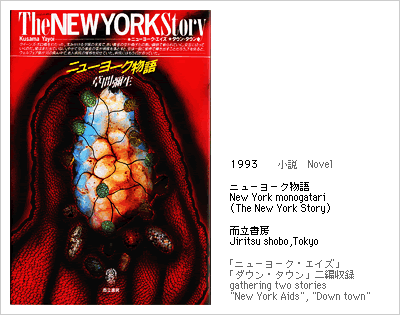 The NEW YORK Story
Kusama Yayoi
●ニューヨーク・エイズ ●ダウン・タウン
ニューヨーク物語
草間彌生
而立書房
1993 小説 Novel
ニューヨーク物語
New York monogatari
(The New York Story)
而立書房
Jiritsu shobo,Tokyo
「ニューヨーク・エイズ」
「ダウン・タウン」二編収録
gathering two stories
"New York Aids", "Down town"